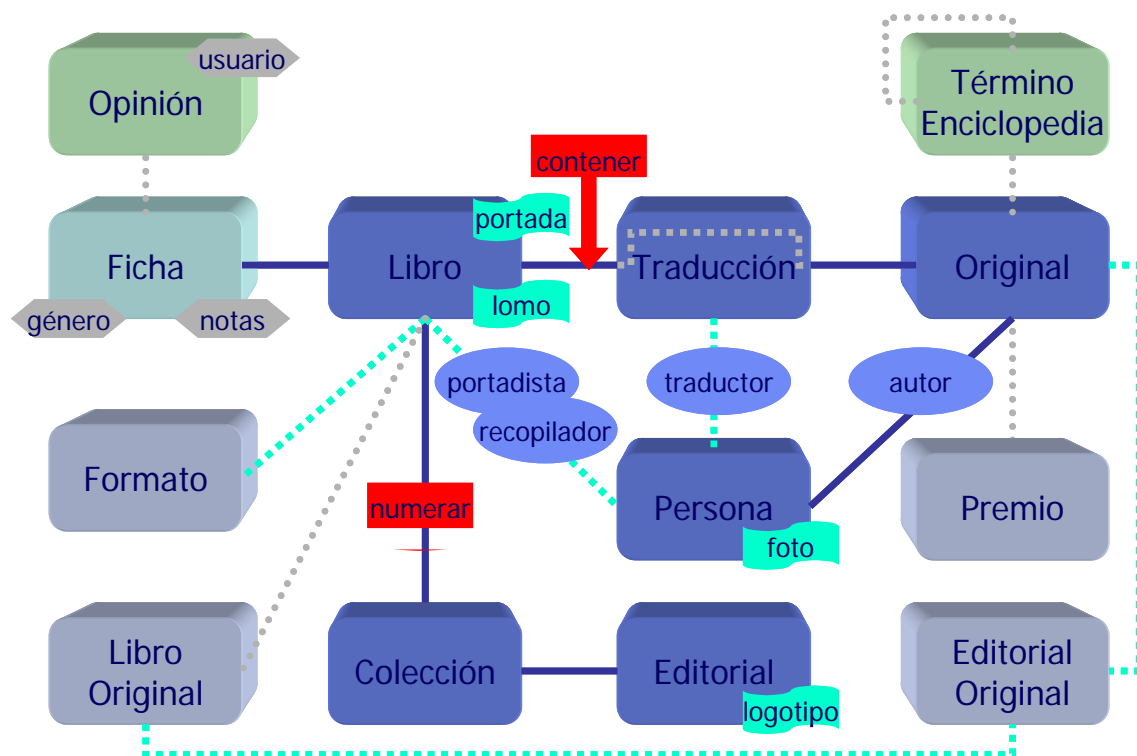 usuario
Opinión
Término
Enciclopedia
contener
portada
Ficha
Libro
Traducción
Original
lomo
género
notas
portadista
traductor
autor
recopilador
Formato
numerar
Persona
Premio
foto
Libro
Original
Colección
Editorial
Editorial
Original
logotipo